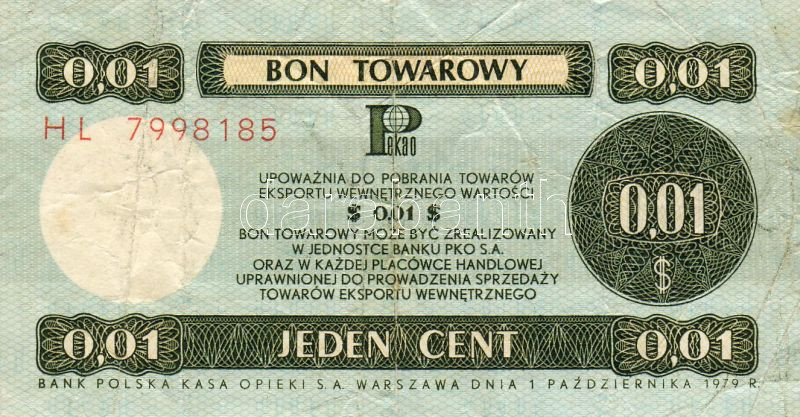 0,01 BON TOWAROWY 0,01
HL 7998185
Pekao
UPOWAŻNIA DO POBRANIA TOWARÓW
EKSPORTU WEWNĘTRZNEGO WARTOŚCI
$ 0,01 $
BON TOWAROWY MOŻE BYĆ ZREALIZOWANY
W JEDNOSTCE BANKU PKO S.A.
ORAZ W KAŻDEJ PLACÓWCE HANDLOWEJ
UPRAWNIONEJ DO PROWADZENIA SPRZEDAŻY
TOWARÓW EKSPORTU WEWNĘTRZNEGO
0,01
$
0,01 JEDEN CENT 0,01
BANK POLSKA KASA OPIEKI S.A. WARSZAWA DNIA 1 PAŹDZIERNIKA 1979 R.